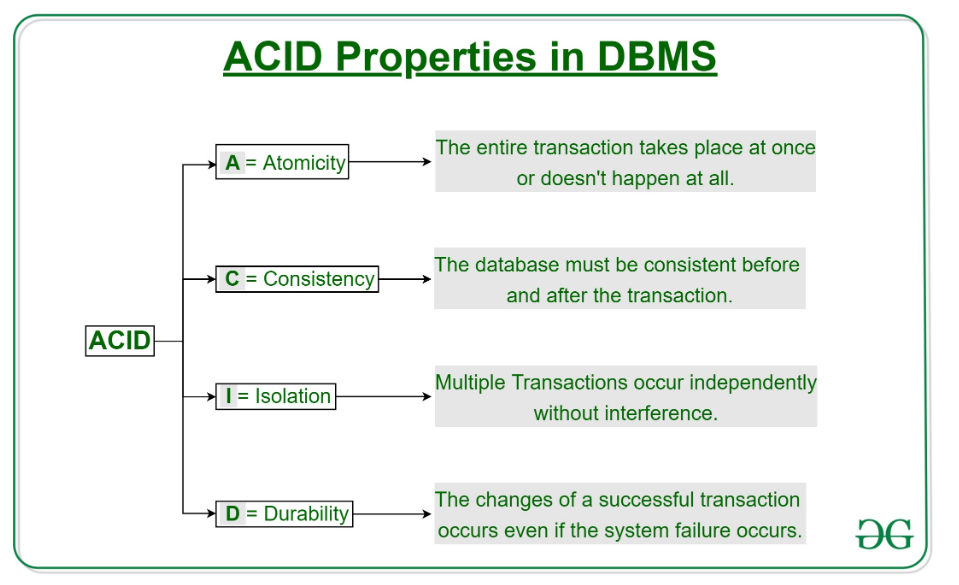 ACID Properties in DBMS
A = Atomicity
The entire transaction takes place at once
or doesn't happen at all.
C = Consistency
The database must be consistent before
and after the transaction.
ACID
I = Isolation
Multiple Transactions occur independently
without interference.
D = Durability
The changes of a successful transaction
occurs even if the system failure occurs.